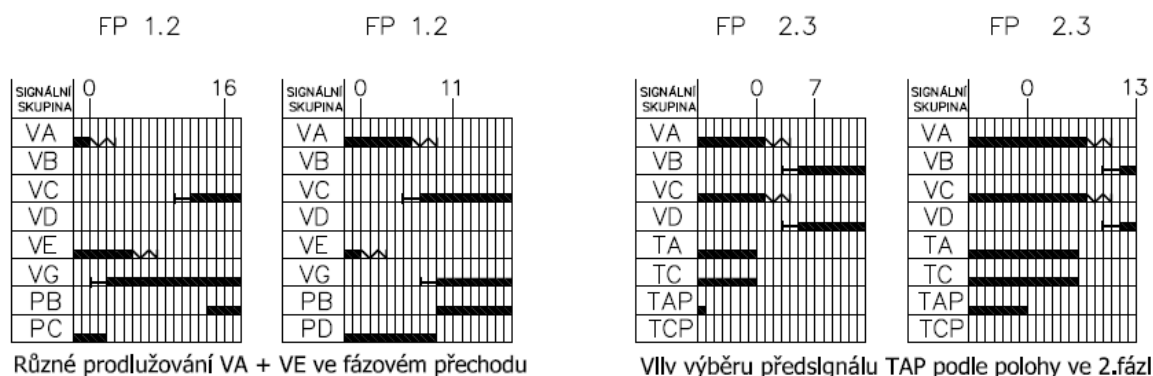 FP 1.2
FP 1.2
FP 2.3
FP 2.3
SIGNÁLNÍ SKUPINA 0 16
VA
VB
VC
VD
VE
VG
PB
PC
SIGNÁLNÍ SKUPINA 0 11
VA
VB
VC
VD
VE
VG
PB
PD
Různé prodlužování VA + VE ve fázovém přechodu
SIGNÁLNÍ SKUPINA 0 7
VA
VB
VC
VD
TA
TC
TAP
TCP
SIGNÁLNÍ SKUPINA 0 13
VA
VB
VC
VD
TA
TC
TAP
TCP
Vliv výběru předsignálu TAP podle polohy ve 2.fázi